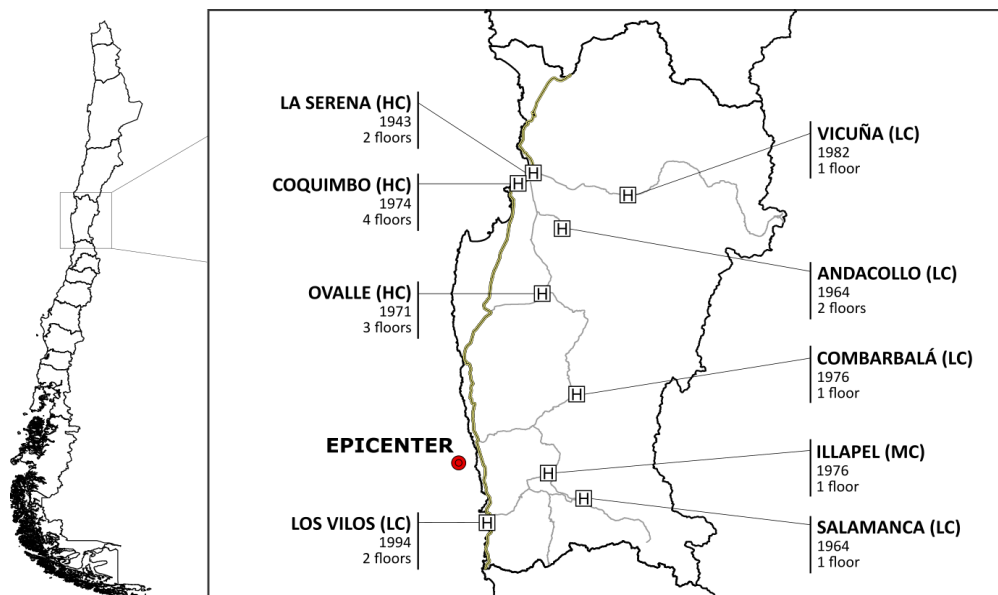 LA SERENA (HC)
1943
2 floors
COQUIMBO (HC)
1974
4 floors
OVALLE (HC)
1971
3 floors
EPICENTER
LOS VILOS (LC)
1994
2 floors
H
H
H
H
H
H
H
H
H
VICUÑA (LC)
1982
1 floor
ANDACOLLO (LC)
1964
2 floors
COMBARBALÁ (LC)
1976
1 floor
ILLAPEL (MC)
1976
1 floor
SALAMANCA (LC)
1964
1 floor